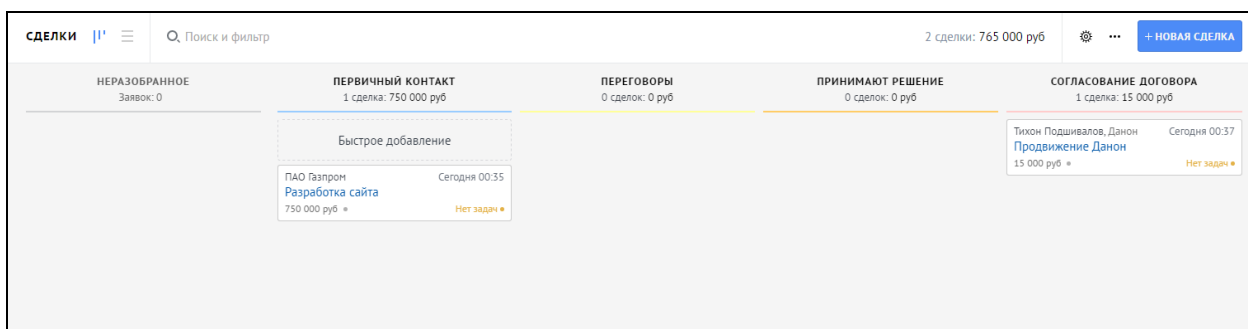 СДЕЛКИ
Поиск и фильтр
2 сделки: 765 000 руб
+ НОВАЯ СДЕЛКА
НЕРАЗОБРАННОЕ
Заявок: 0
ПЕРВИЧНЫЙ КОНТАКТ
1 сделка: 750 000 руб
Быстрое добавление
ПАО Газпром Сегодня 00:35
Разработка сайта
750 000 руб Нет задач
ПЕРЕГОВОРЫ
0 сделок: 0 руб
ПРИНИМАЮТ РЕШЕНИЕ
0 сделок: 0 руб
СОГЛАСОВАНИЕ ДОГОВОРА
1 сделка: 15 000 руб
Тихон Подшивалов, Данон Сегодня 00:37
Продвижение Данон
15 000 руб Нет задач